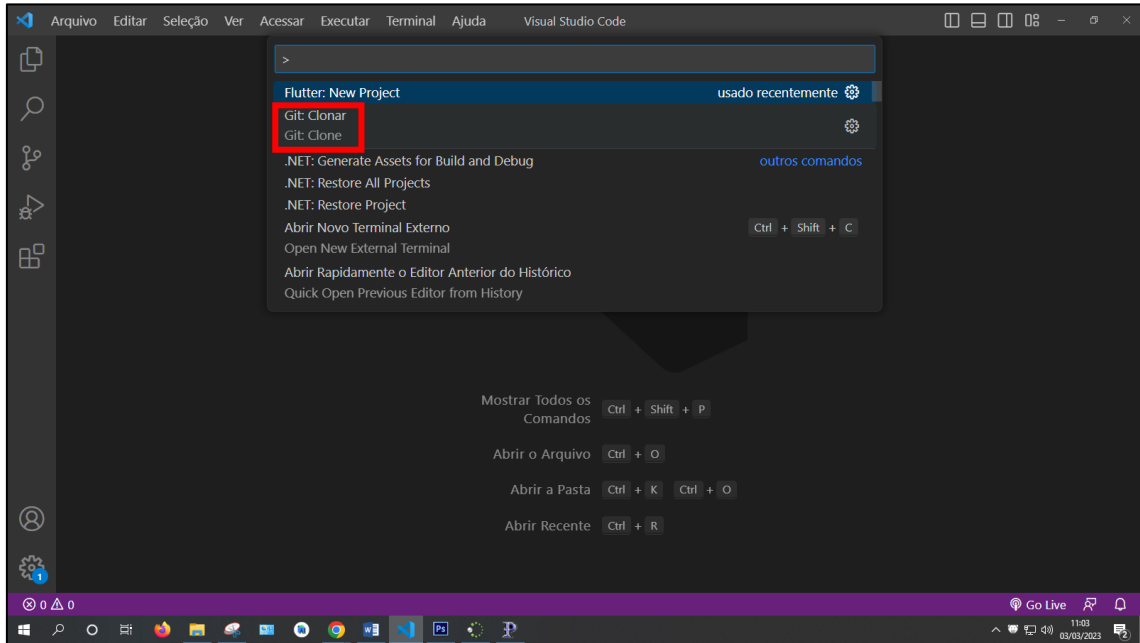 Arquivo Editar Seleção Ver Acessar Executar Terminal Ajuda Visual Studio Code
>
Flutter: New Project usado recentemente
Git: Clonar
Git: Clone
.NET: Generate Assets for Build and Debug outros comandos
.NET: Restore All Projects
.NET: Restore Project
Abrir Novo Terminal Externo Ctrl + Shift + C
Open New External Terminal
Abrir Rapidamente o Editor Anterior do Histórico
Quick Open Previous Editor from History
Mostrar Todos os
Comandos Ctrl + Shift + P
Abrir o Arquivo Ctrl + O
Abrir a Pasta Ctrl + K Ctrl + O
Abrir Recente Ctrl + R
1
0 0 Go Live
Ps
11:03
03/03/2023
2